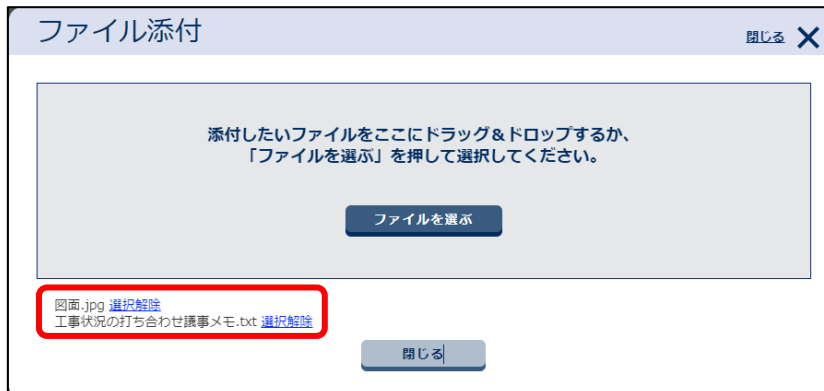 ファイル添付
閉じる
添付したいファイルをここにドラッグ＆ドロップするか、
「ファイルを選ぶ」を押して選択してください。
ファイルを選ぶ
図面.jpg 選択解除
工事状況の打ち合わせ議事メモ.txt 選択解除
閉じる